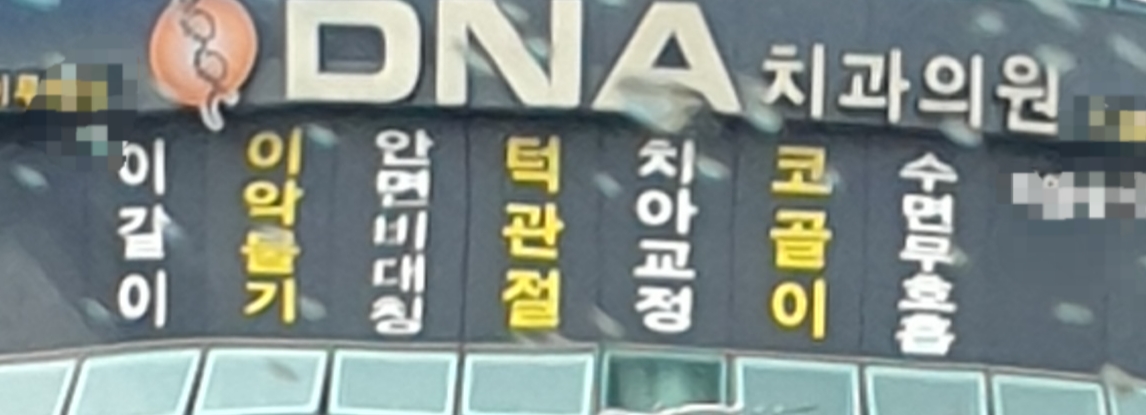 DNA 치과의원
이갈이
이악물기
안면비대칭
턱관절
치아교정
코골이
수면무호흡